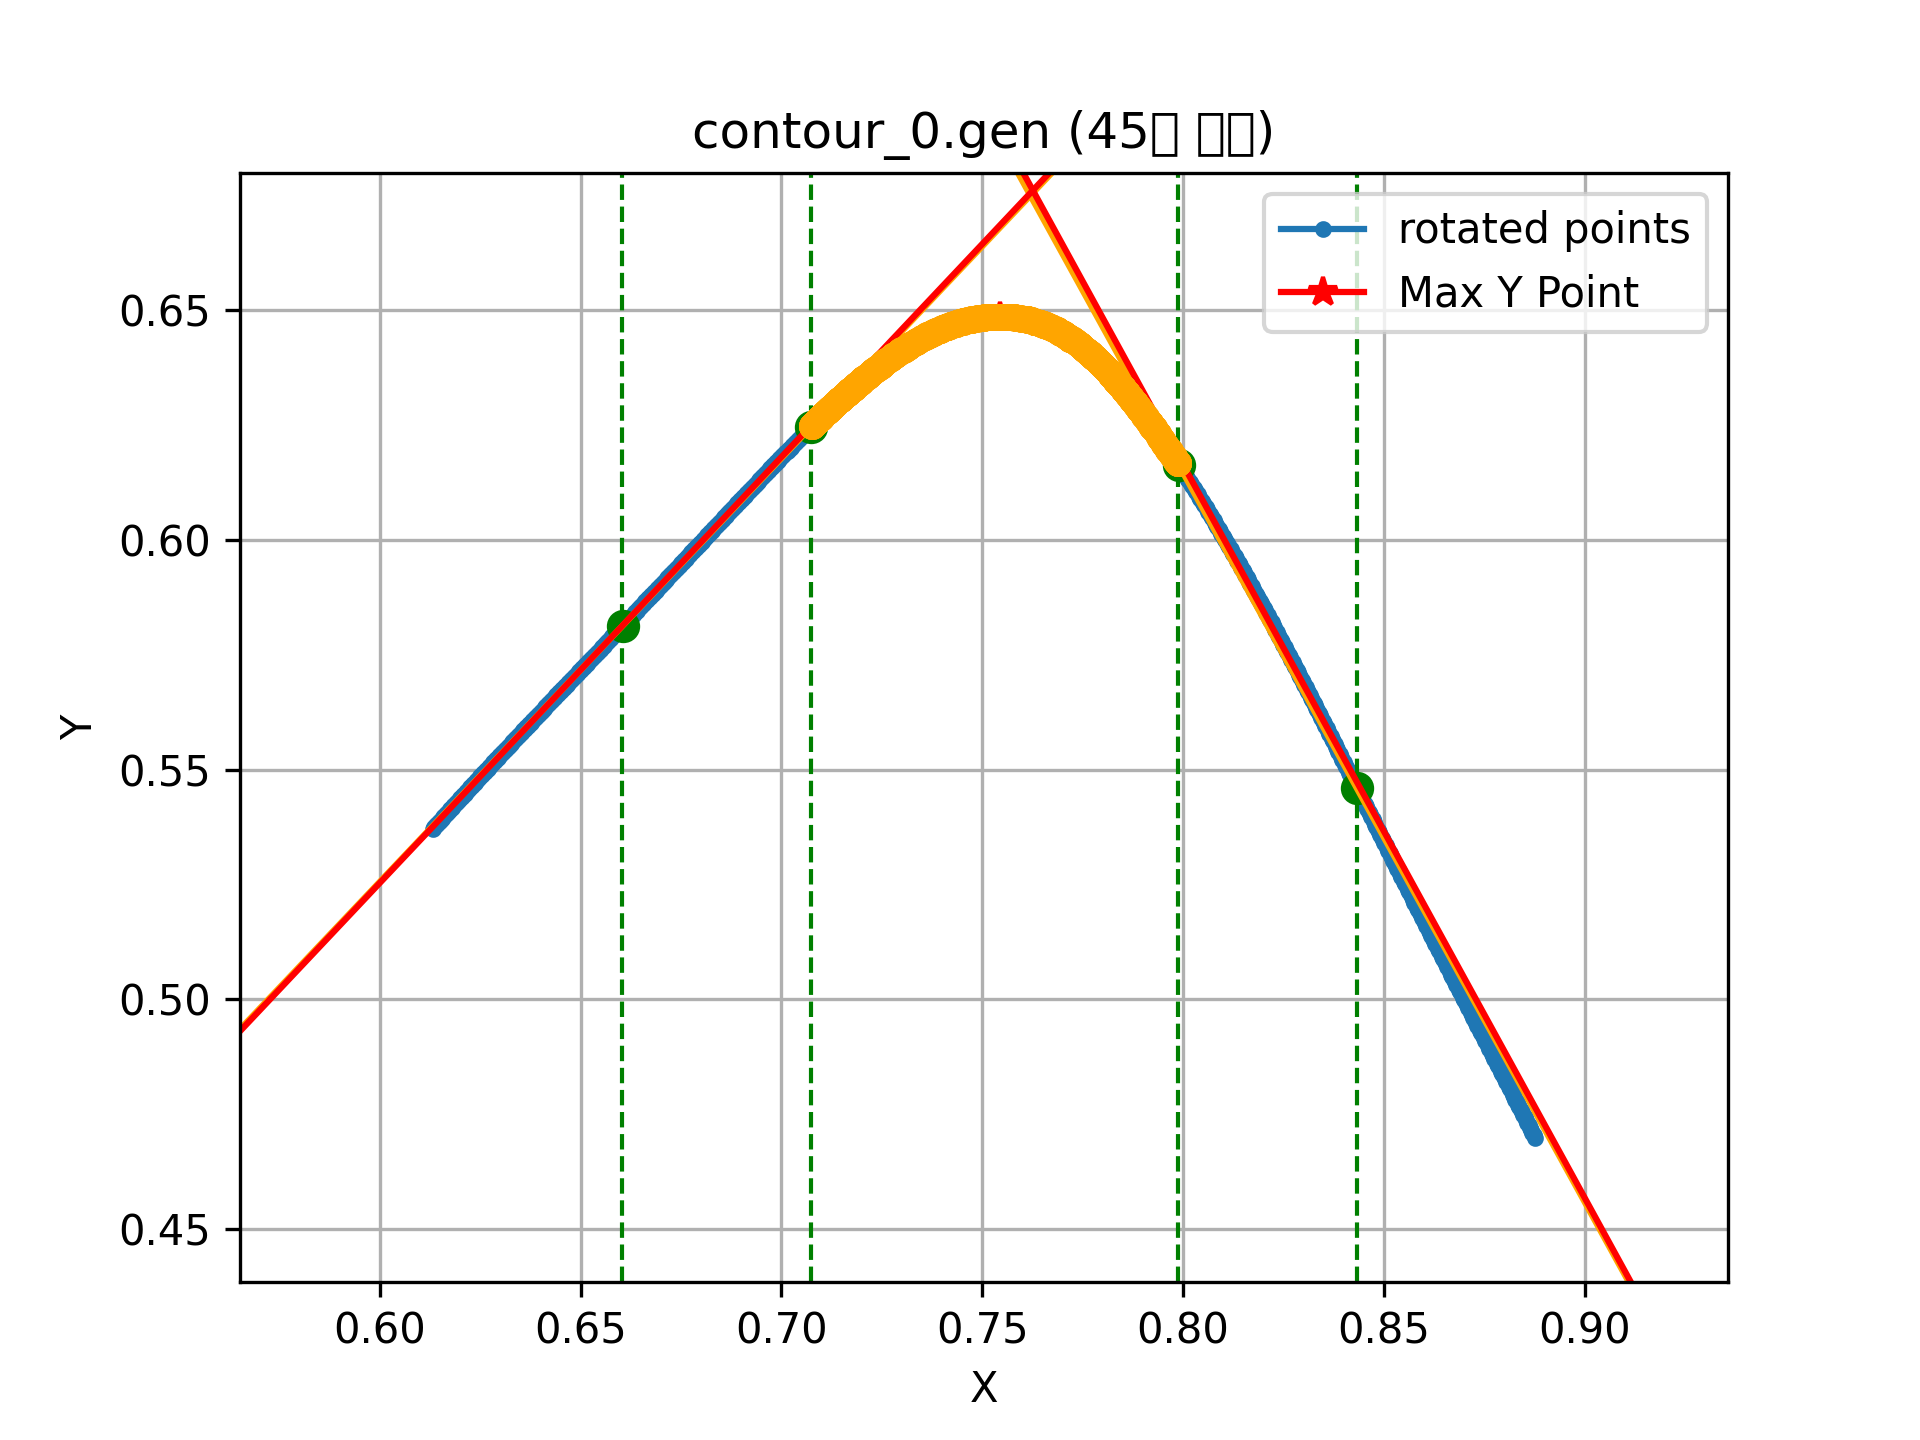 contour_0.gen (45▯ ▯▯)
rotated points
Max Y Point
Y
0.65
0.60
0.55
0.50
0.45
0.60 0.65 0.70 0.75 0.80 0.85 0.90
X